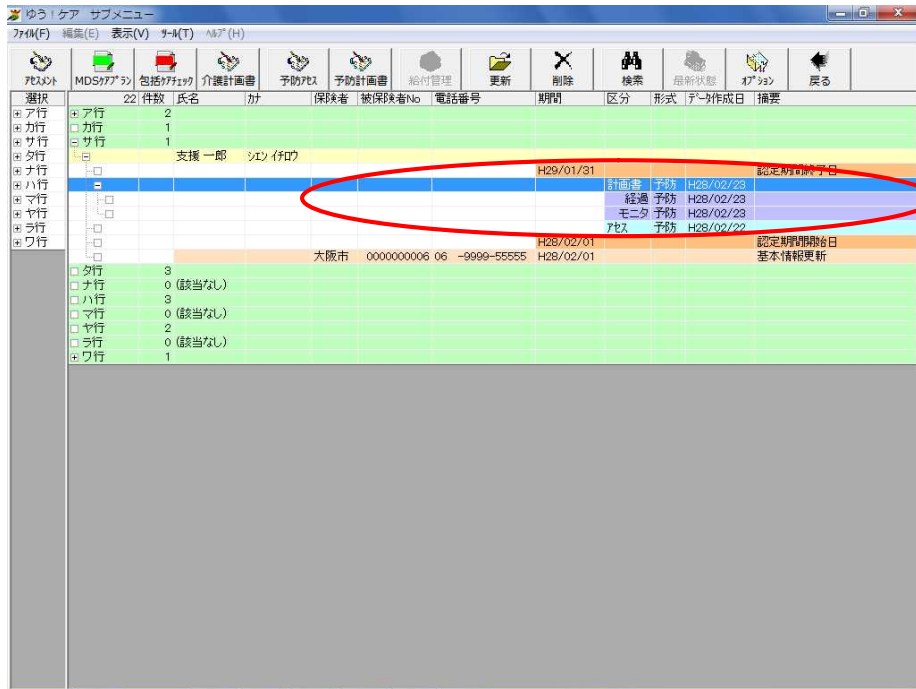 ゆう！ケア サブメニュー
ﾌｧｲﾙ(F) 編集(E) 表示(V) ﾂｰﾙ(T) ﾍﾙﾌﾟ(H)
ｱｾｽﾒﾝﾄ MDSｹｱﾌﾟﾗﾝ 包括ｹｱﾁｪｯｸ 介護計画書 予防ｱｾｽ 予防計画書 給付管理 更新 削除 検索 最新状態 ｵﾌﾟｼｮﾝ 戻る
選択 22 件数 氏名 ｶﾅ 保険者 被保険者No 電話番号 期間 区分 形式 ﾃﾞｰﾀ作成日 摘要
ア行 ア行 2
カ行 カ行 1
サ行 サ行 1
タ行 支援 一郎 ｼｴﾝ ｲﾁﾛｳ
ナ行 H29/01/31 認定期間終了日
ハ行 計画書 予防 H28/02/23
マ行 経過 予防 H28/02/23
ヤ行 モニタ 予防 H28/02/23
ラ行 ｱｾｽ 予防 H28/02/22
ワ行 H28/02/01 認定期間開始日
大阪市 0000000006 06 -9999-55555 H28/02/01 基本情報更新
タ行 3
ナ行 0 (該当なし)
ハ行 3
マ行 0 (該当なし)
ヤ行 2
ラ行 0 (該当なし)
ワ行 1